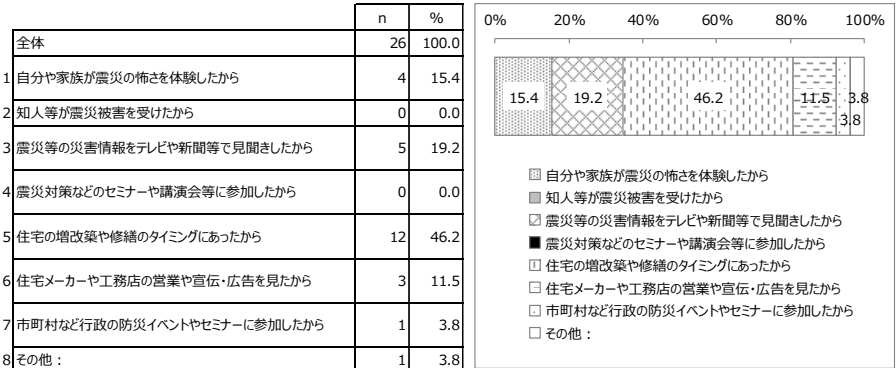 n %
全体 26 100.0
1 自分や家族が震災の怖さを体験したから 4 15.4
2 知人等が震災被害を受けたから 0 0.0
3 震災等の災害情報をテレビや新聞等で見聞きしたから 5 19.2
4 震災対策などのセミナーや講演会等に参加したから 0 0.0
5 住宅の増改築や修繕のタイミングにあったから 12 46.2
6 住宅メーカーや工務店の営業や宣伝・広告を見たから 3 11.5
7 市町村など行政の防災イベントやセミナーに参加したから 1 3.8
8 その他： 1 3.8
0% 20% 40% 60% 80% 100%
15.4 19.2 46.2 11.5 3.8
3.8
自分や家族が震災の怖さを体験したから
知人等が震災被害を受けたから
震災等の災害情報をテレビや新聞等で見聞きしたから
震災対策などのセミナーや講演会等に参加したから
住宅の増改築や修繕のタイミングにあったから
住宅メーカーや工務店の営業や宣伝・広告を見たから
市町村など行政の防災イベントやセミナーに参加したから
その他：